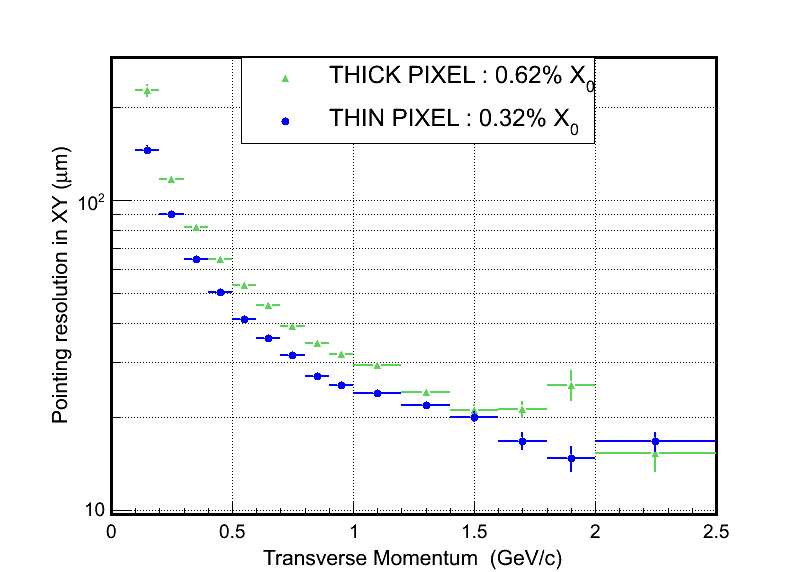 THICK PIXEL : 0.62% X0
THIN PIXEL : 0.32% X0
Pointing resolution in XY (μm)
10²
10
0 0.5 1 1.5 2 2.5
Transverse Momentum (GeV/c)